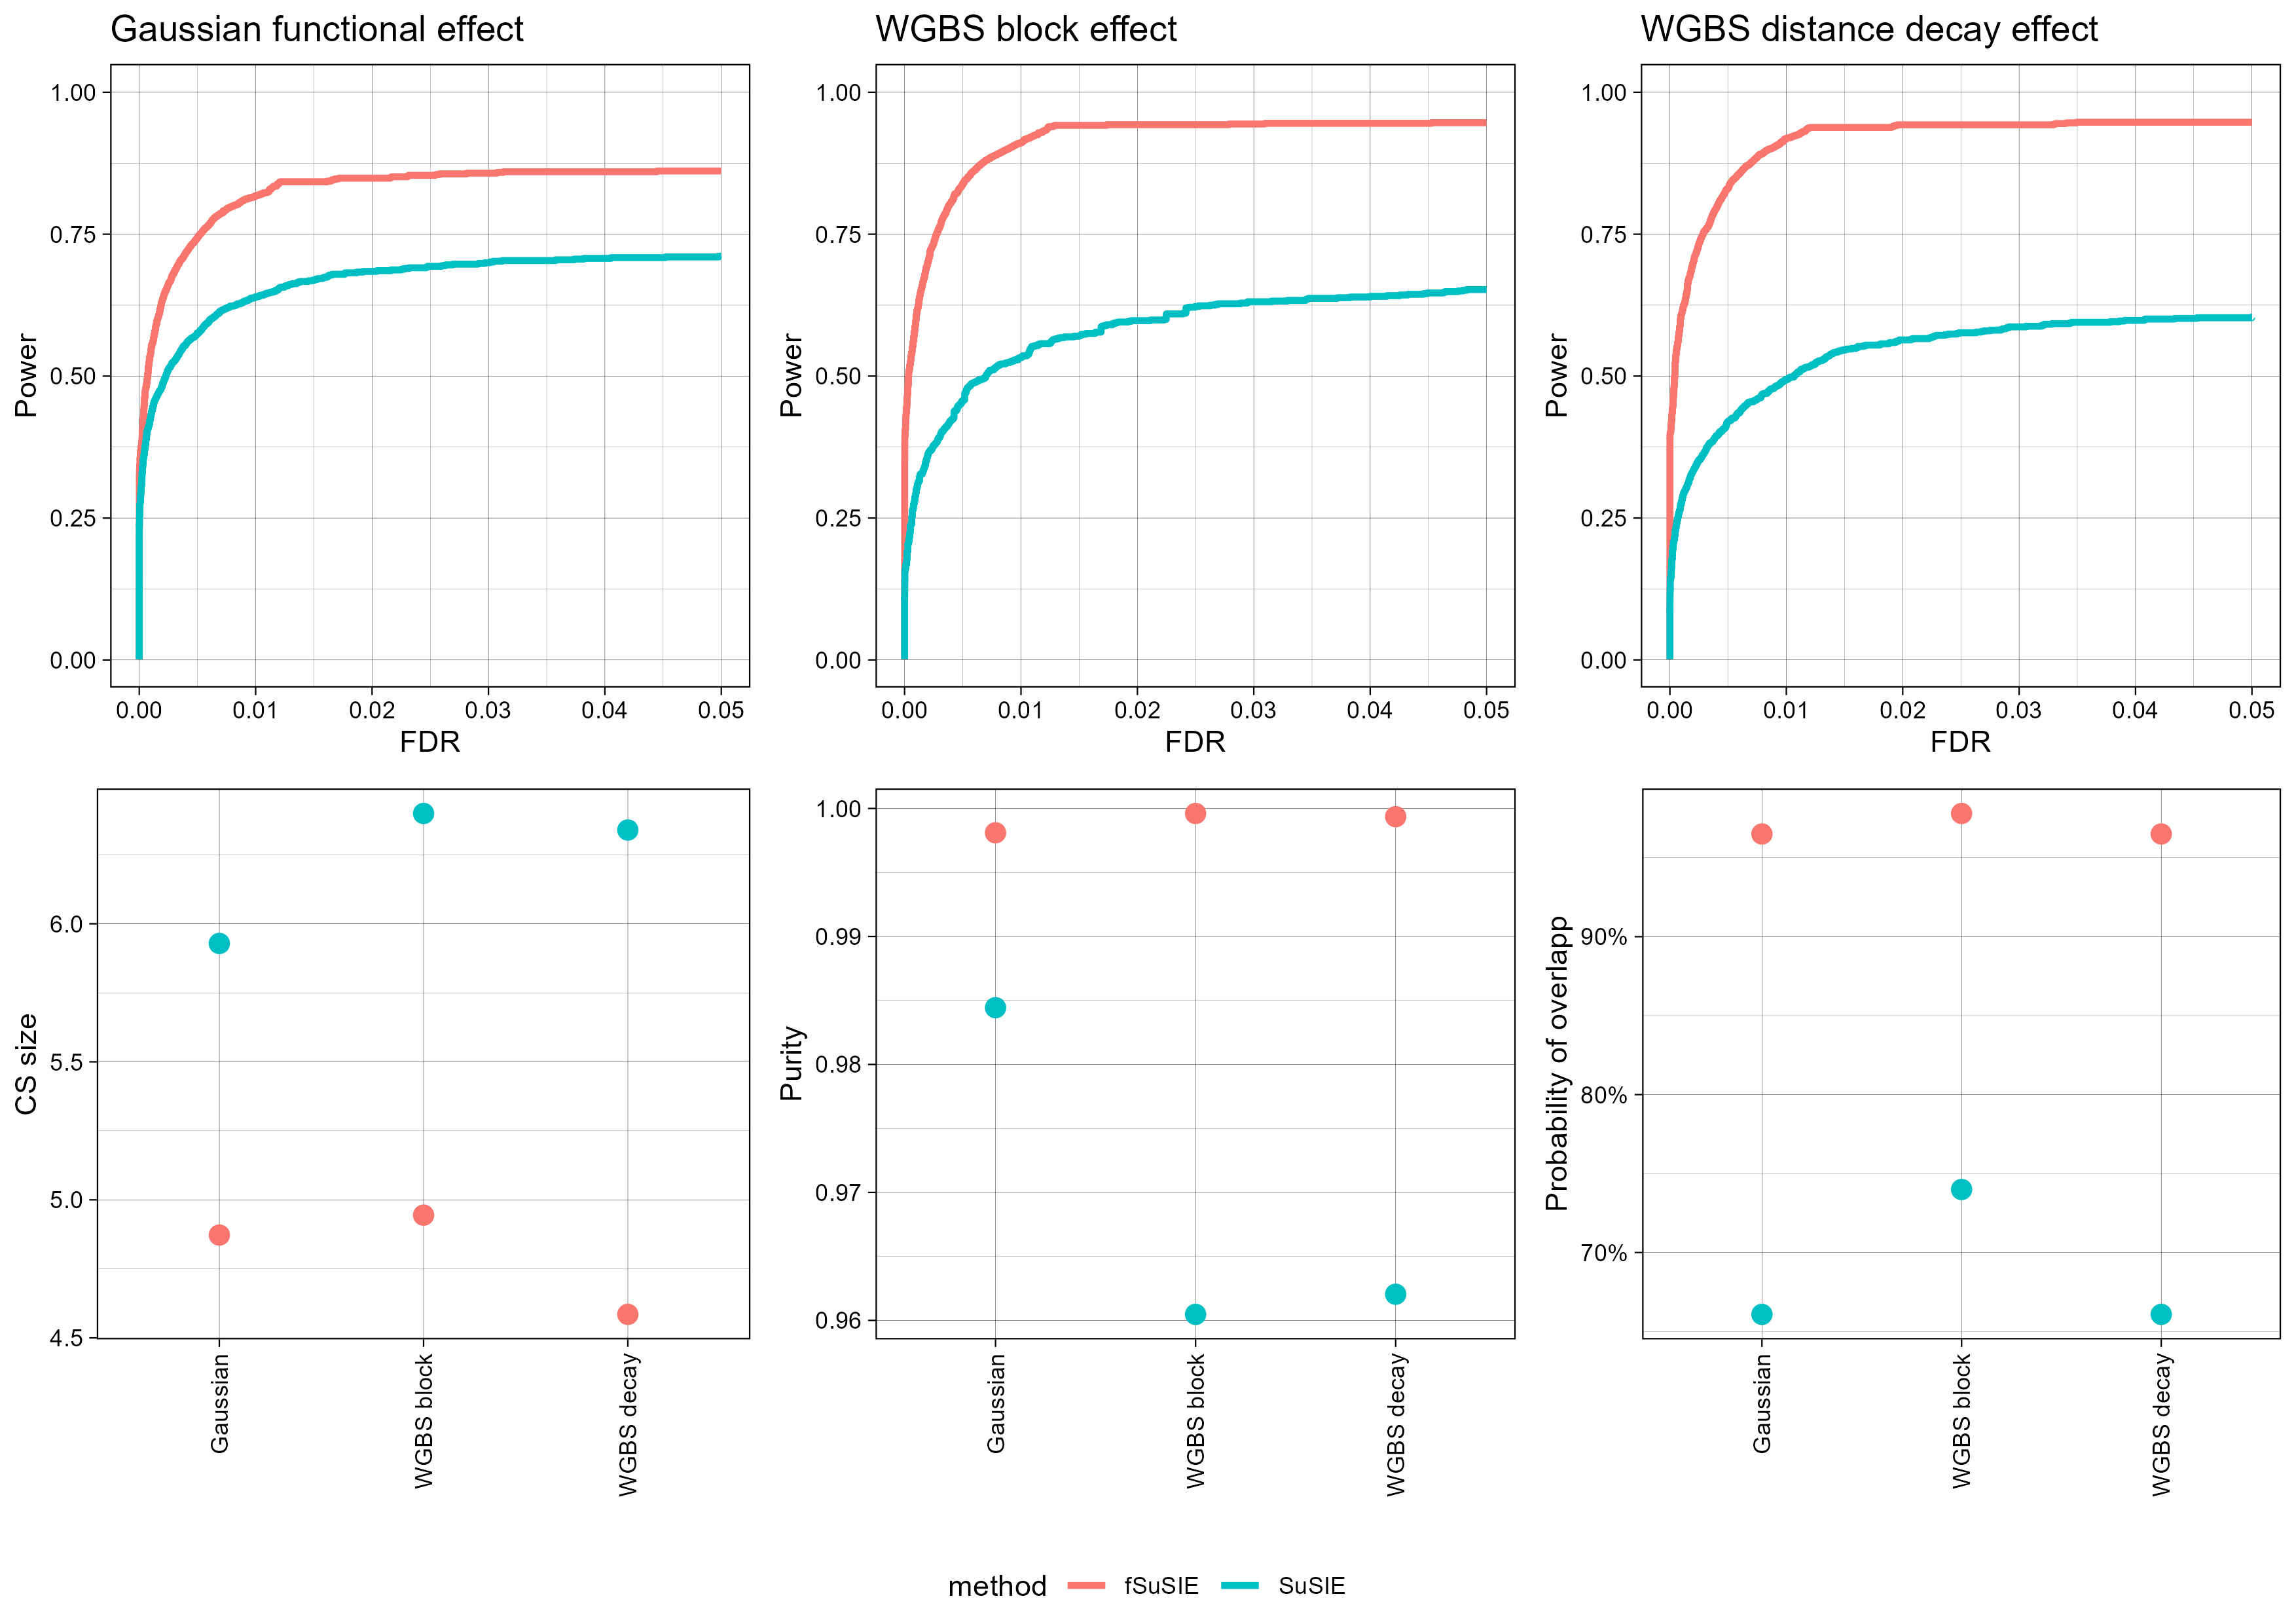 Gaussian functional effect
WGBS block effect
WGBS distance decay effect
Power
1.00
0.75
0.50
0.25
0.00
0.00 0.01 0.02 0.03 0.04 0.05
FDR
Power
1.00
0.75
0.50
0.25
0.00
0.00 0.01 0.02 0.03 0.04 0.05
FDR
Power
1.00
0.75
0.50
0.25
0.00
0.00 0.01 0.02 0.03 0.04 0.05
FDR
CS size
6.0
5.5
5.0
4.5
Gaussian
WGBS block
WGBS decay
Purity
1.00
0.99
0.98
0.97
0.96
Gaussian
WGBS block
WGBS decay
Probability of overlapp
90%
80%
70%
Gaussian
WGBS block
WGBS decay
method fSuSIE SuSIE